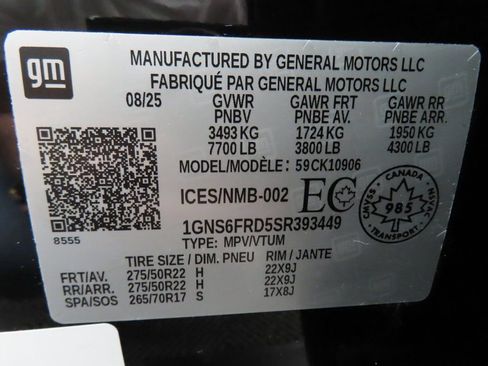 gm
MANUFACTURED BY GENERAL MOTORS LLC
FABRIQUÉ PAR GENERAL MOTORS LLC
08/25 GVWR GAWR FRT GAWR RR
PNBV PNBE AV. PNBE ARR.
3493 KG 1724 KG 1950 KG
7700 LB 3800 LB 4300 LB
MODEL/MODÈLE: 59CK10906
ICES/NMB-002 EC
CANADA
CMVSS 985 NSVAC
TRANSPORT
1GNS6FRD5SR393449
8555
TYPE: MPV/VTUM
TIRE SIZE / DIM. PNEU RIM / JANTE
FRT/AV. 275/50R22 H 22X9J
RR/ARR. 275/50R22 H 22X9J
SPA/SOS 265/70R17 S 17X8J